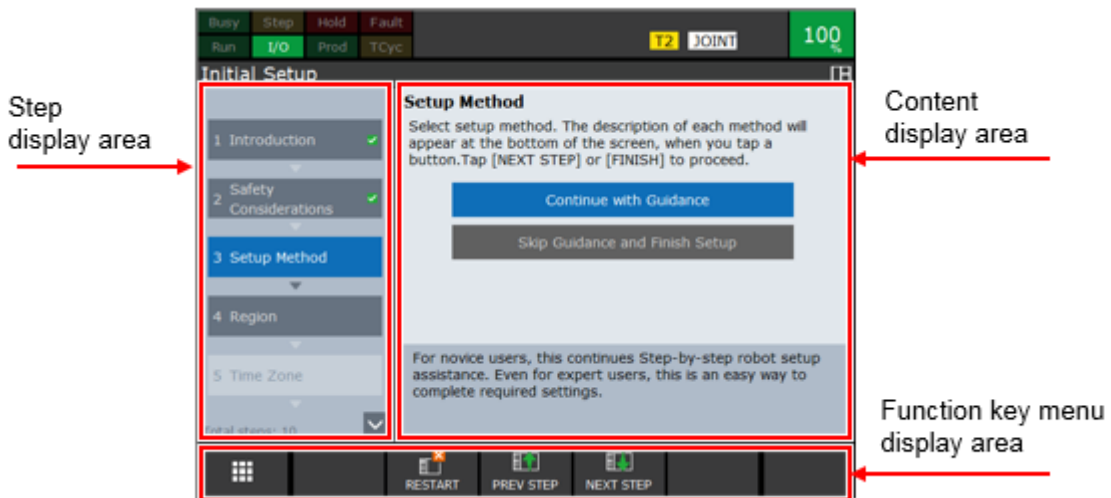 Busy Step Hold Fault
Run I/O Prod TCyc
T2 JOINT
100
%
Initial Setup
Step
display area
1 Introduction
2 Safety
Considerations
3 Setup Method
4 Region
5 Time Zone
Total steps: 10
Setup Method
Select setup method. The description of each method will
appear at the bottom of the screen, when you tap a
button.Tap [NEXT STEP] or [FINISH] to proceed.
Continue with Guidance
Skip Guidance and Finish Setup
For novice users, this continues Step-by-step robot setup
assistance. Even for expert users, this is an easy way to
complete required settings.
Content
display area
Function key menu
display area
RESTART PREV STEP NEXT STEP